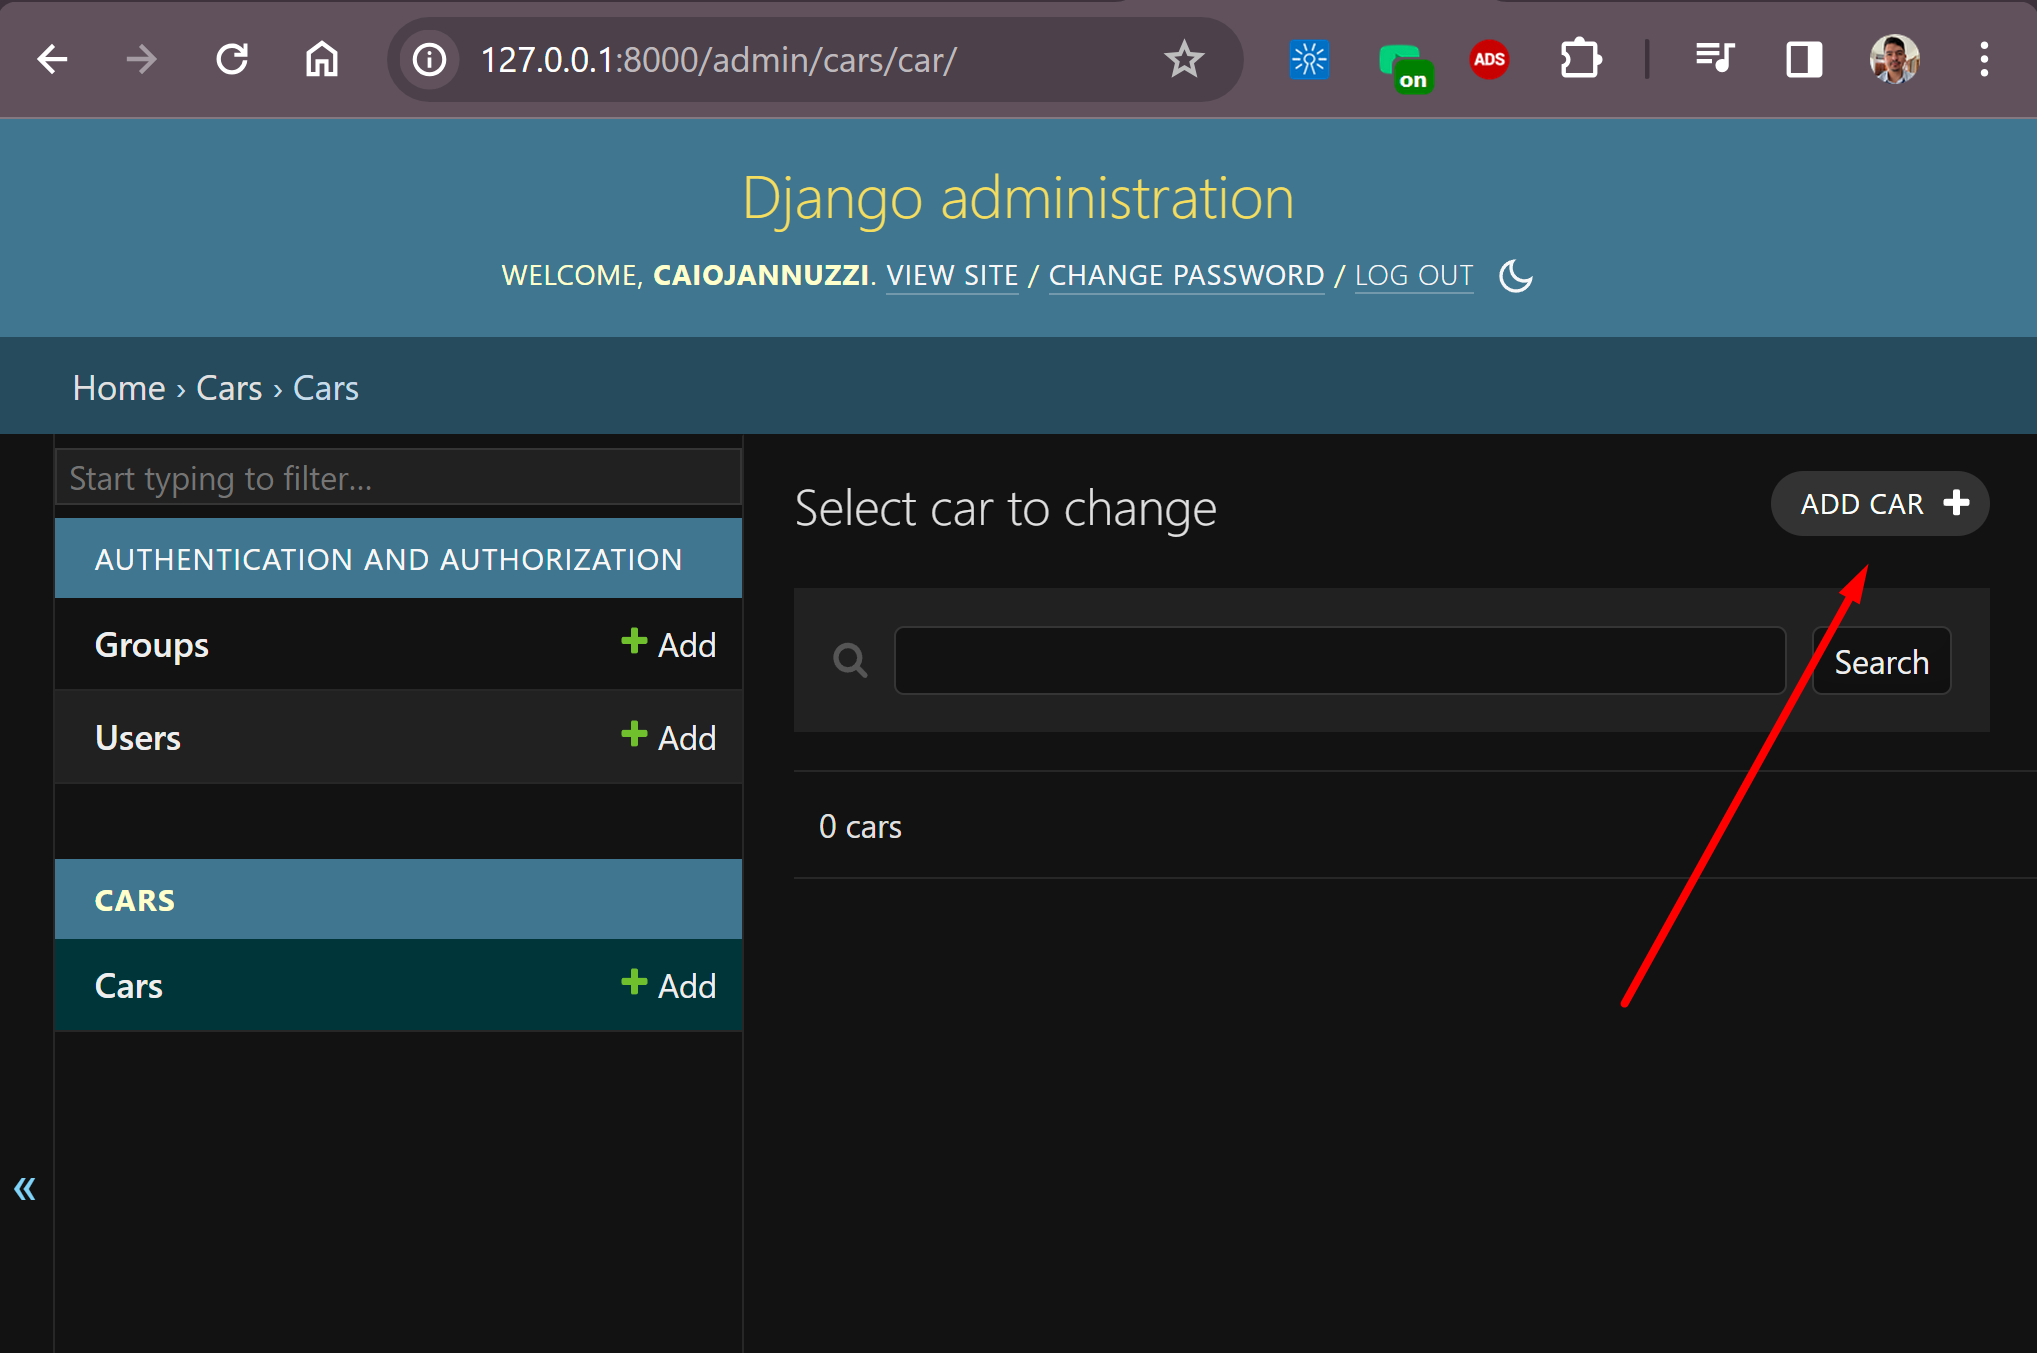 127.0.0.1:8000/admin/cars/car/
on
ADS
Django administration
WELCOME, CAIOJANNUZZI. VIEW SITE / CHANGE PASSWORD / LOG OUT
Home › Cars › Cars
Start typing to filter...
AUTHENTICATION AND AUTHORIZATION
Groups + Add
Users + Add
CARS
Cars + Add
«
Select car to change
ADD CAR +
Search
0 cars